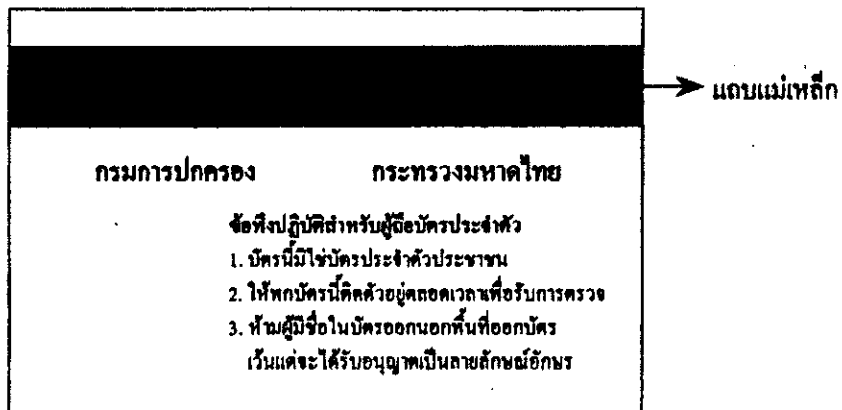 แถบแม่เหล็ก
กรมการปกครอง กระทรวงมหาดไทย
ข้อพึงปฏิบัติสำหรับผู้ถือบัตรประจำตัว
1. บัตรนี้มิใช่บัตรประจำตัวประชาชน
2. ให้พกบัตรนี้ติดตัวอยู่ตลอดเวลาเพื่อรับการตรวจ
3. ห้ามผู้มีชื่อในบัตรออกนอกพื้นที่ออกบัตร
เว้นแต่จะได้รับอนุญาตเป็นลายลักษณ์อักษร